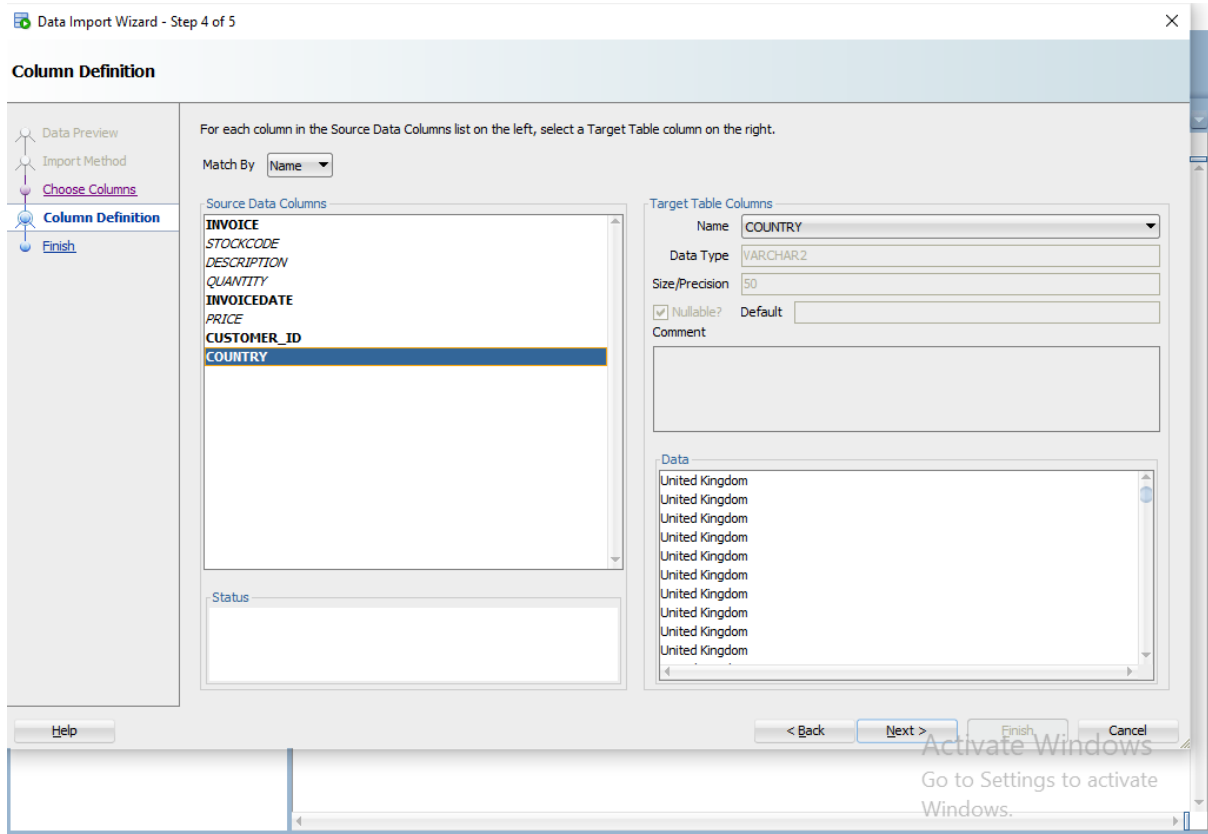 Data Import Wizard - Step 4 of 5
Column Definition
Data Preview
Import Method
Choose Columns
Column Definition
Finish
For each column in the Source Data Columns list on the left, select a Target Table column on the right.
Match By Name
Source Data Columns
INVOICE
STOCKCODE
DESCRIPTION
QUANTITY
INVOICEDATE
PRICE
CUSTOMER_ID
COUNTRY
Status
Target Table Columns
Name COUNTRY
Data Type VARCHAR2
Size/Precision 50
Nullable? Default
Comment
Data
United Kingdom
United Kingdom
United Kingdom
United Kingdom
United Kingdom
United Kingdom
United Kingdom
United Kingdom
United Kingdom
United Kingdom
Help
< Back
Next >
Finish
Cancel
Activate Windows
Go to Settings to activate
Windows.